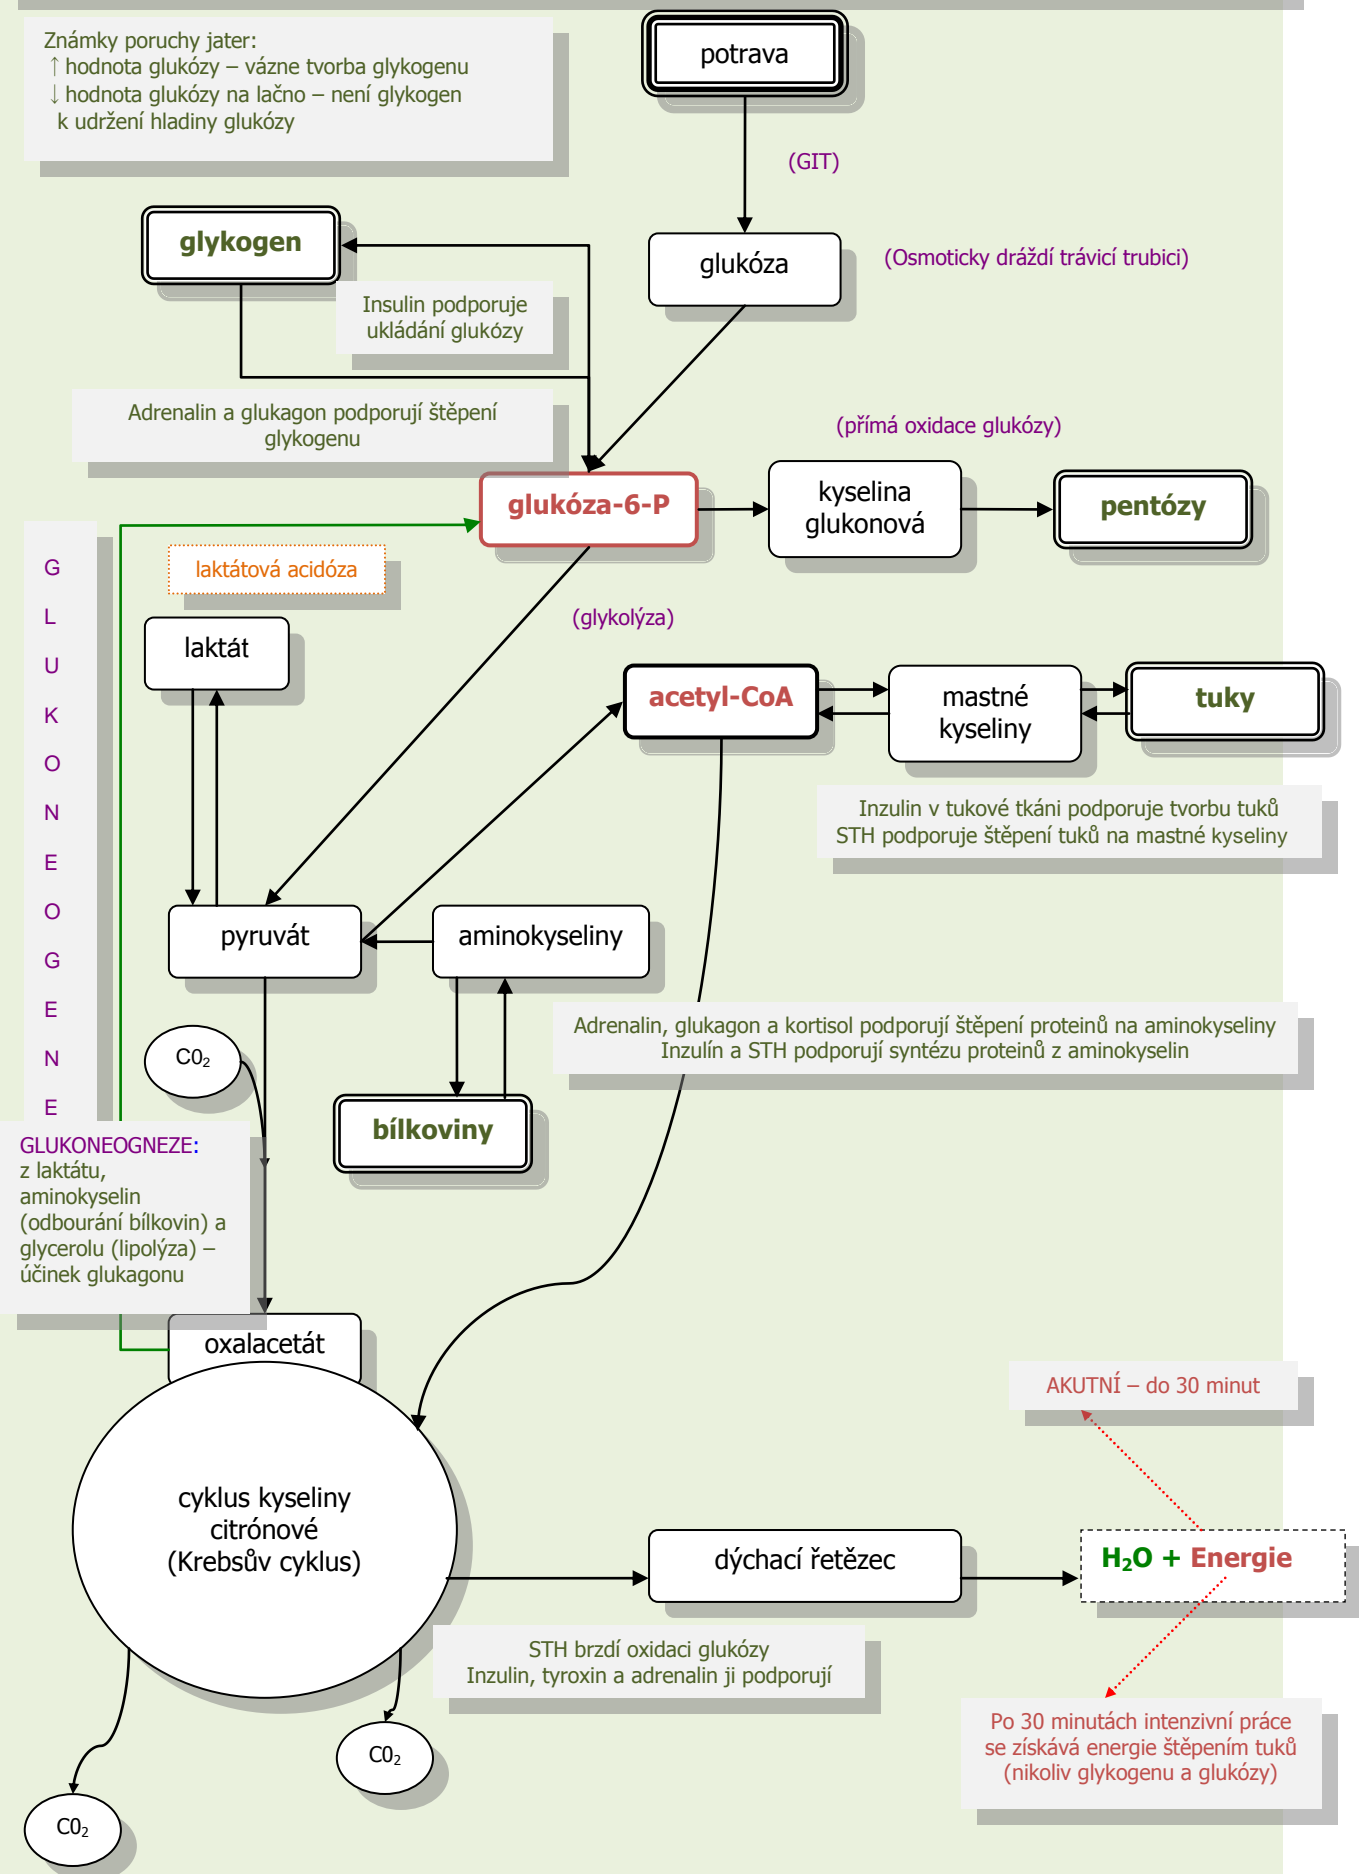 Známky poruchy jater:
↑ hodnota glukózy – vázne tvorba glykogenu
↓ hodnota glukózy na lačno – není glykogen
k udržení hladiny glukózy
potrava
(GIT)
glykogen
glukóza
(Osmoticky dráždí trávicí trubici)
Insulin podporuje
ukládání glukózy
Adrenalin a glukagon podporují štěpení
glykogenu
(přímá oxidace glukózy)
glukóza-6-P
kyselina
glukonová
pentózy
G
L
U
K
O
N
E
O
G
E
N
E
laktátová acidóza
(glykolýza)
laktát
acetyl-CoA
mastné
kyseliny
tuky
Inzulin v tukové tkáni podporuje tvorbu tuků
STH podporuje štěpení tuků na mastné kyseliny
pyruvát
aminokyseliny
Adrenalin, glukagon a kortisol podporují štěpení proteinů na aminokyseliny
Inzulín a STH podporují syntézu proteinů z aminokyselin
C0₂
bílkoviny
GLUKONEOGNEZE:
z laktátu,
aminokyselin
(odbourání bílkovin) a
glycerolu (lipolýza) –
účinek glukagonu
oxalacetát
AKUTNÍ – do 30 minut
cyklus kyseliny
citrónové
(Krebsův cyklus)
dýchací řetězec
H₂O + Energie
STH brzdí oxidaci glukózy
Inzulin, tyroxin a adrenalin ji podporují
Po 30 minutách intenzivní práce
se získává energie štěpením tuků
(nikoliv glykogenu a glukózy)
C0₂
C0₂